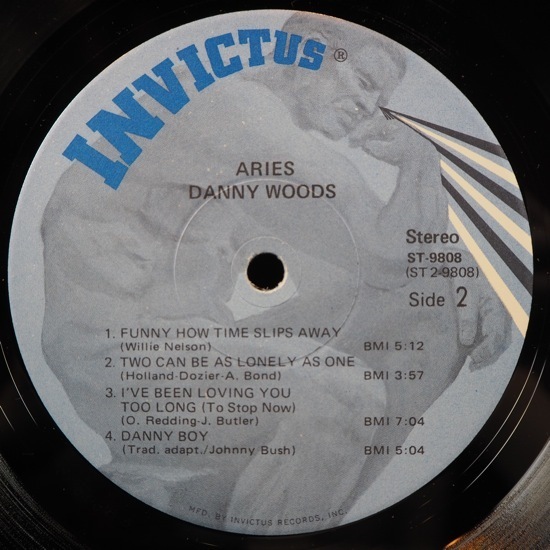 INVICTUS®
ARIES
DANNY WOODS
Stereo
ST-9808
(ST2-9808)
Side 2
1. FUNNY HOW TIME SLIPS AWAY
(Willie Nelson) BMI 5:12
2. TWO CAN BE AS LONELY AS ONE
(Holland-Dozier-A. Bond) BMI 3:57
3. I'VE BEEN LOVING YOU
TOO LONG (To Stop Now)
(O. Redding-J. Butler) BMI 7:04
4. DANNY BOY
(Trad. adapt./Johnny Bush) BMI 5:04
MFD. BY INVICTUS RECORDS, INC.